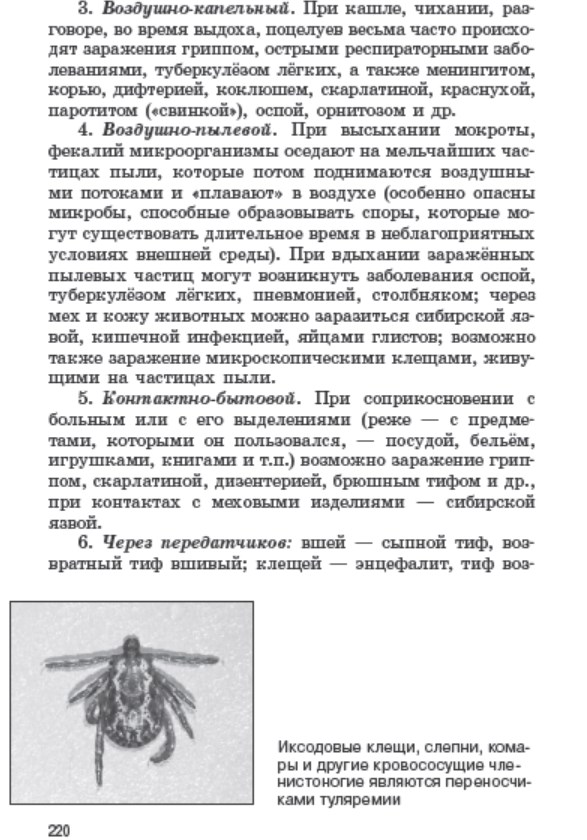 3. Воздушно-капельный. При кашле, чихании, раз-
говоре, во время выдоха, поцелуев весьма часто происхо-
дят заражения гриппом, острыми респираторными забо-
леваниями, туберкулёзом лёгких, а также менингитом,
корью, дифтерией, коклюшем, скарлатиной, краснухой,
паротитом («свинкой»), оспой, орнитозом и др.
4. Воздушно-пылевой. При высыхании мокроты,
фекалий микроорганизмы оседают на мельчайших час-
тицах пыли, которые потом поднимаются воздушны-
ми потоками и «плавают» в воздухе (особенно опасны
микробы, способные образовывать споры, которые мо-
гут существовать длительное время в неблагоприятных
условиях внешней среды). При вдыхании заражённых
пылевых частиц могут возникнуть заболевания оспой,
туберкулёзом лёгких, пневмонией, столбняком; через
мех и кожу животных можно заразиться сибирской яз-
вой, кишечной инфекцией, яйцами глистов; возможно
также заражение микроскопическими клещами, живу-
щими на частицах пыли.
5. Контактно-бытовой. При соприкосновении с
больным или с его выделениями (реже — с предме-
тами, которыми он пользовался, — посудой, бельём,
игрушками, книгами и т.п.) возможно заражение грип-
пом, скарлатиной, дизентерией, брюшным тифом и др.,
при контактах с меховыми изделиями — сибирской
язвой.
6. Через передатчиков: вшей — сыпной тиф, воз-
вратный тиф вшивый; клещей — энцефалит, тиф воз-
Иксодовые клещи, слепни, кома-
ры и другие кровососущие чле-
нистоногие являются переносчи-
ками туляремии
220